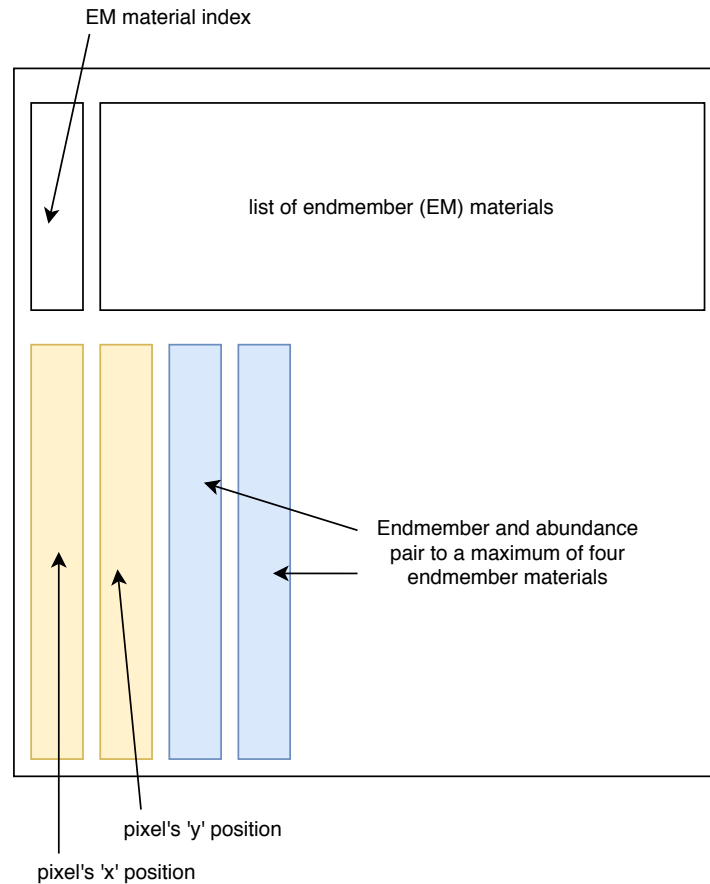 EM material index
list of endmember (EM) materials
Endmember and abundance
pair to a maximum of four
endmember materials
pixel's 'y' position
pixel's 'x' position